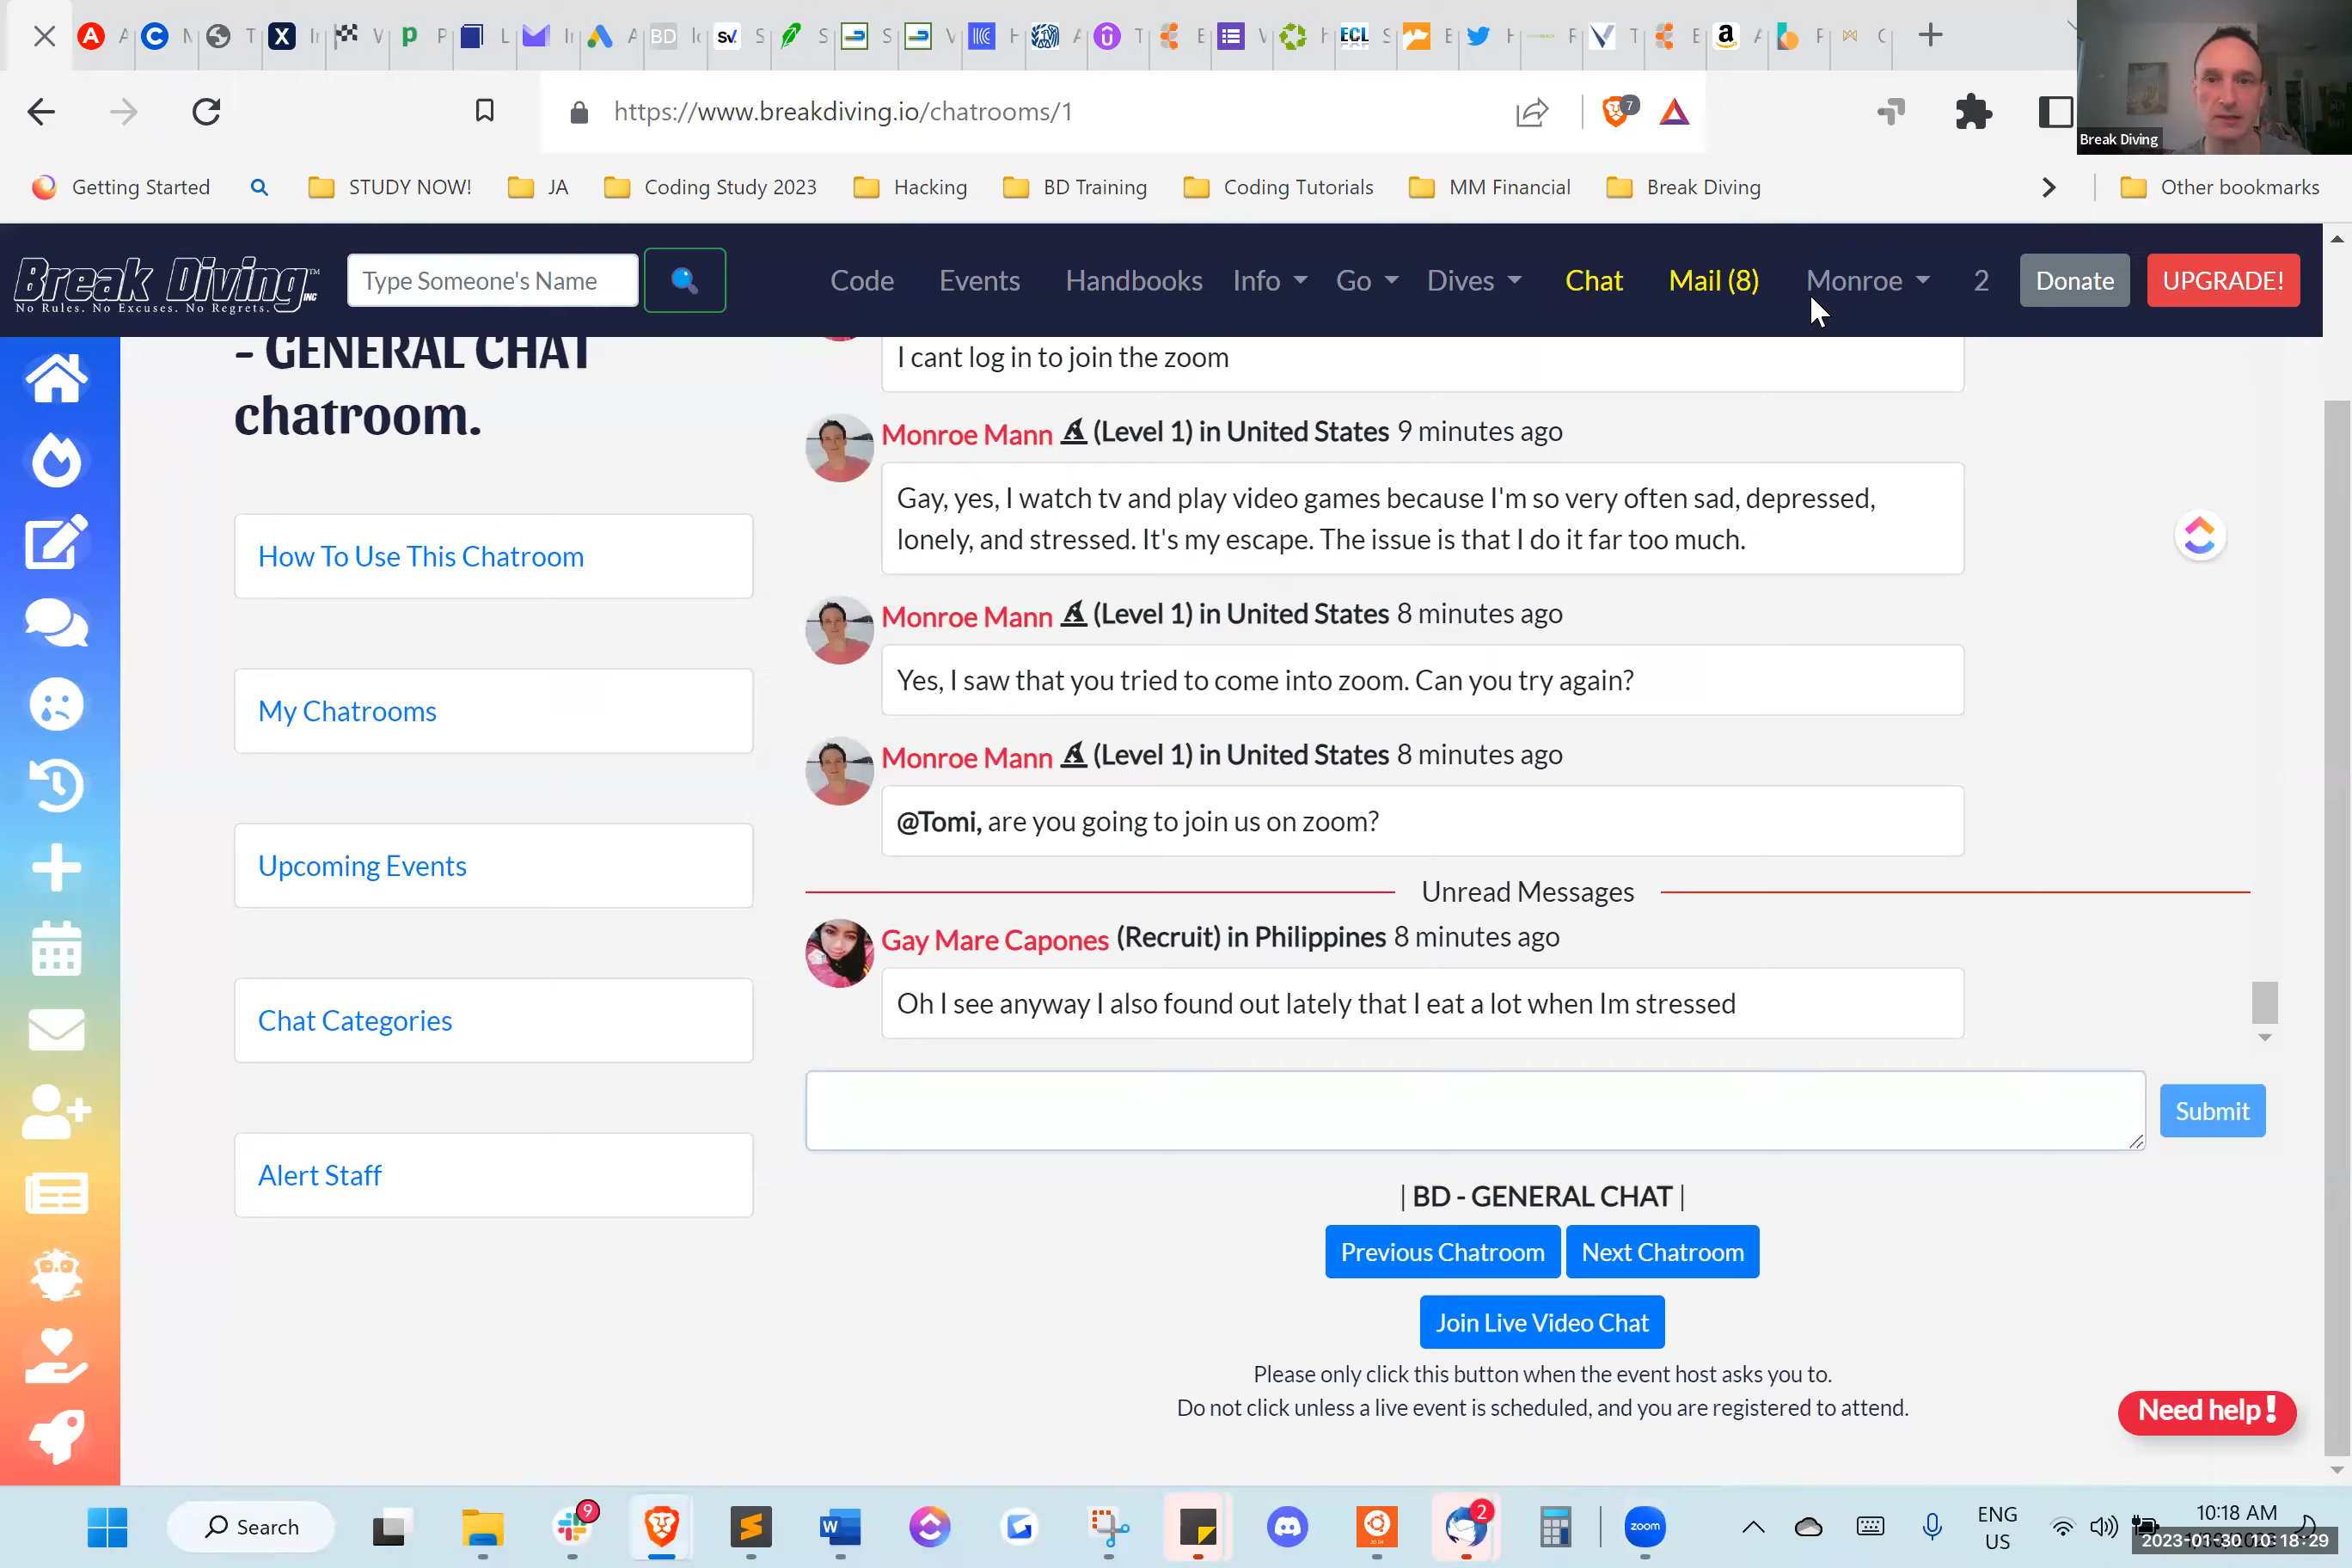 https://www.breakdiving.io/chatrooms/1
Break Diving
Getting Started
STUDY NOW!
JA
Coding Study 2023
Hacking
BD Training
Coding Tutorials
MM Financial
Break Diving
Other bookmarks
Break Diving INC
No Rules. No Excuses. No Regrets.
Type Someone's Name
Code Events Handbooks Info Go Dives Chat Mail (8) Monroe 2 Donate UPGRADE!
- GENERAL CHAT
chatroom.
How To Use This Chatroom
My Chatrooms
Upcoming Events
Chat Categories
Alert Staff
I cant log in to join the zoom
Monroe Mann (Level 1) in United States 9 minutes ago
Gay, yes, I watch tv and play video games because I'm so very often sad, depressed,
lonely, and stressed. It's my escape. The issue is that I do it far too much.
Monroe Mann (Level 1) in United States 8 minutes ago
Yes, I saw that you tried to come into zoom. Can you try again?
Monroe Mann (Level 1) in United States 8 minutes ago
@Tomi, are you going to join us on zoom?
Unread Messages
Gay Mare Capones (Recruit) in Philippines 8 minutes ago
Oh I see anyway I also found out lately that I eat a lot when Im stressed
Submit
| BD - GENERAL CHAT |
Previous Chatroom Next Chatroom
Join Live Video Chat
Please only click this button when the event host asks you to.
Do not click unless a live event is scheduled, and you are registered to attend.
Need help!
Search
9
2
zoom
ENG
US
10:18 AM
2023-01-30 10:18:29